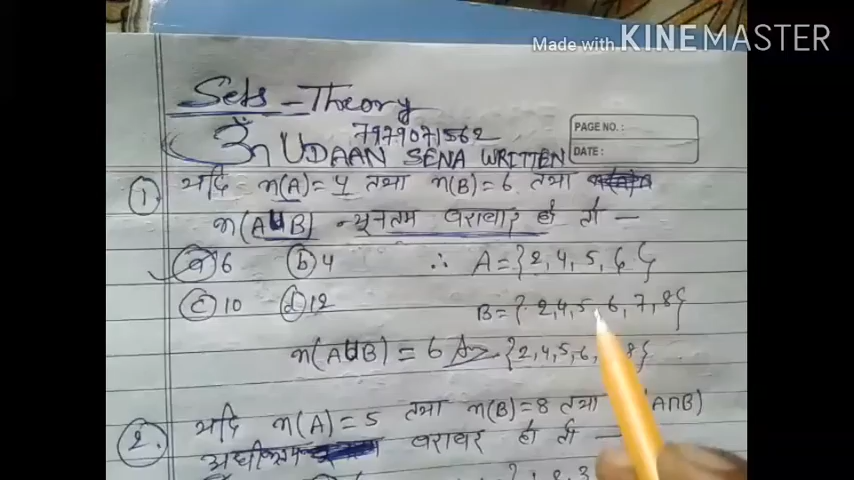 Made with KINEMASTER
Sets - Theory
7979071562
ॐ UDAAN SENA WRITTEN
PAGE NO. :
DATE :
1 यदि n(A) = 4 तथा n(B) = 6 तथा
n(A∪B) न्यूनतम बराबर हो तो —
(a) 6 (b) 4 ∴ A = {2, 4, 5, 6}
(c) 10 (d) 12 B = {2, 4, 5, 6, 7, 8}
n(A∪B) = 6 {2, 4, 5, 6, 8}
2. यदि n(A) = 5 तथा n(B) = 8 तथा (A∩B)
बराबर हो तो —